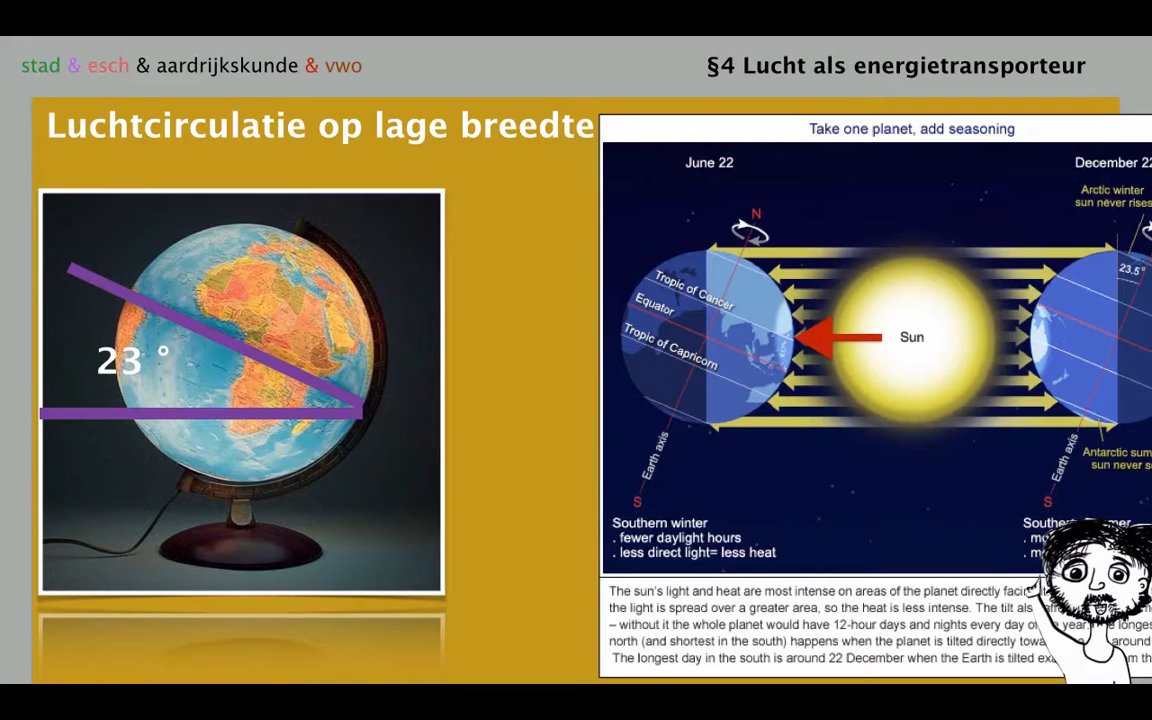 stad & esch & aardrijkskunde & vwo
§4 Lucht als energietransporteur
Luchtcirculatie op lage breedte
23 °
Take one planet, add seasoning
June 22
December 22
Arctic winter
sun never rises
N
23.5°
Tropic of Cancer
Equator
Tropic of Capricorn
Sun
Earth axis
S
Earth axis
S
Antarctic sum
sun never s
Southern winter
. fewer daylight hours
. less direct light= less heat
The sun's light and heat are most intense on areas of the planet directly
the light is spread over a greater area, so the heat is less intense. The tilt
– without it the whole planet would have 12-hour days and nights every day
north (and shortest in the south) happens when the planet is tilted directly around
The longest day in the south is around 22 December when the Earth is tilted